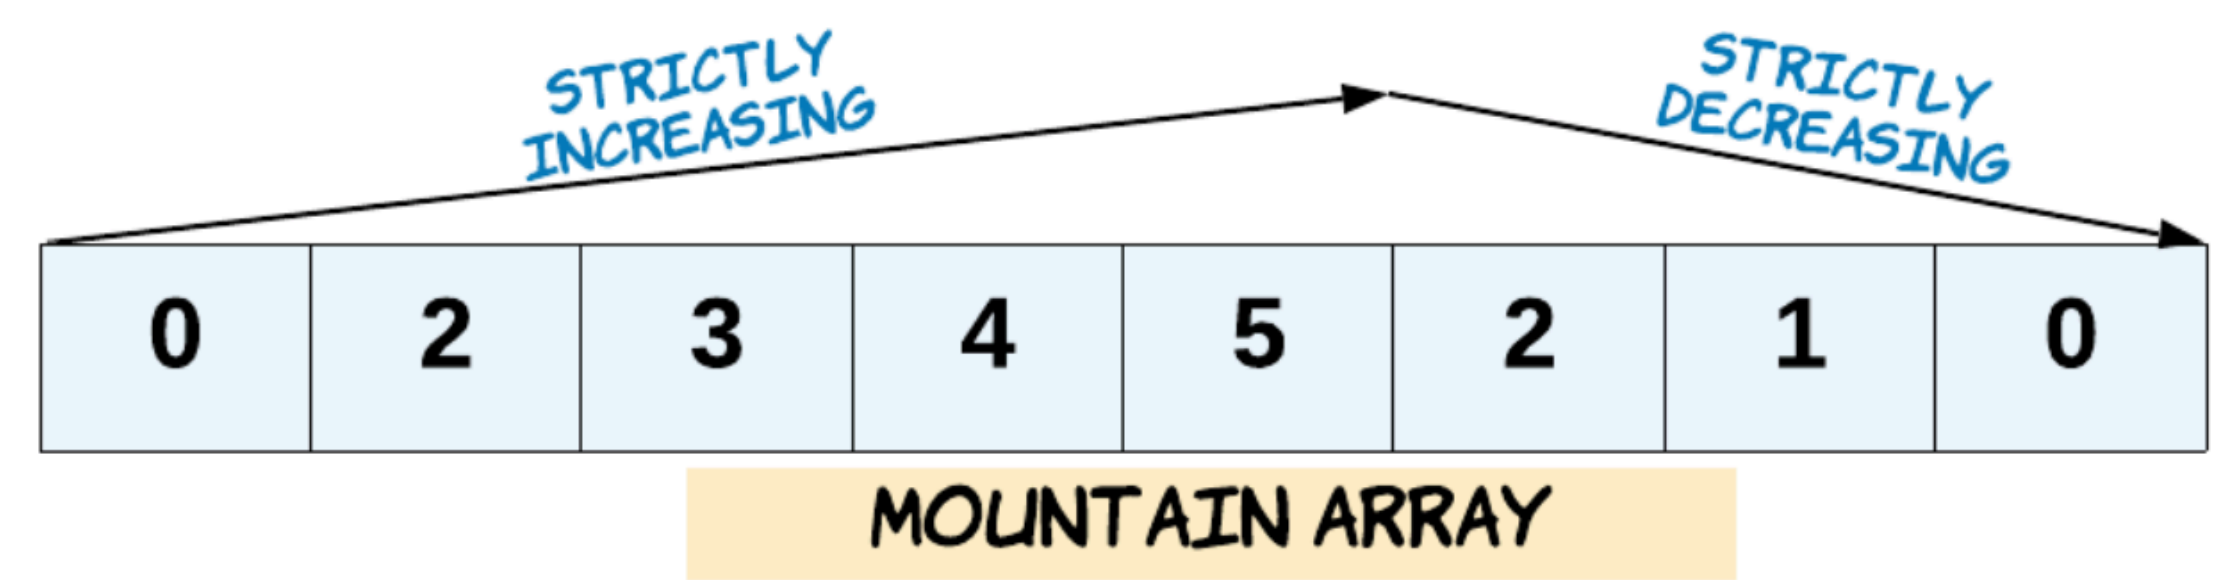 STRICTLY
INCREASING
STRICTLY
DECREASING
0 2 3 4 5 2 1 0
MOUNTAIN ARRAY